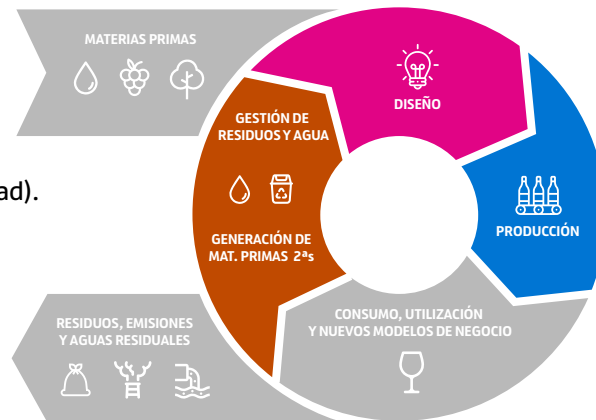 MATERIAS PRIMAS
DISEÑO
GESTIÓN DE
RESIDUOS Y AGUA
ad).
PRODUCCIÓN
GENERACIÓN DE
MAT. PRIMAS 2ªs
CONSUMO, UTILIZACIÓN
Y NUEVOS MODELOS DE NEGOCIO
RESIDUOS, EMISIONES
Y AGUAS RESIDUALES